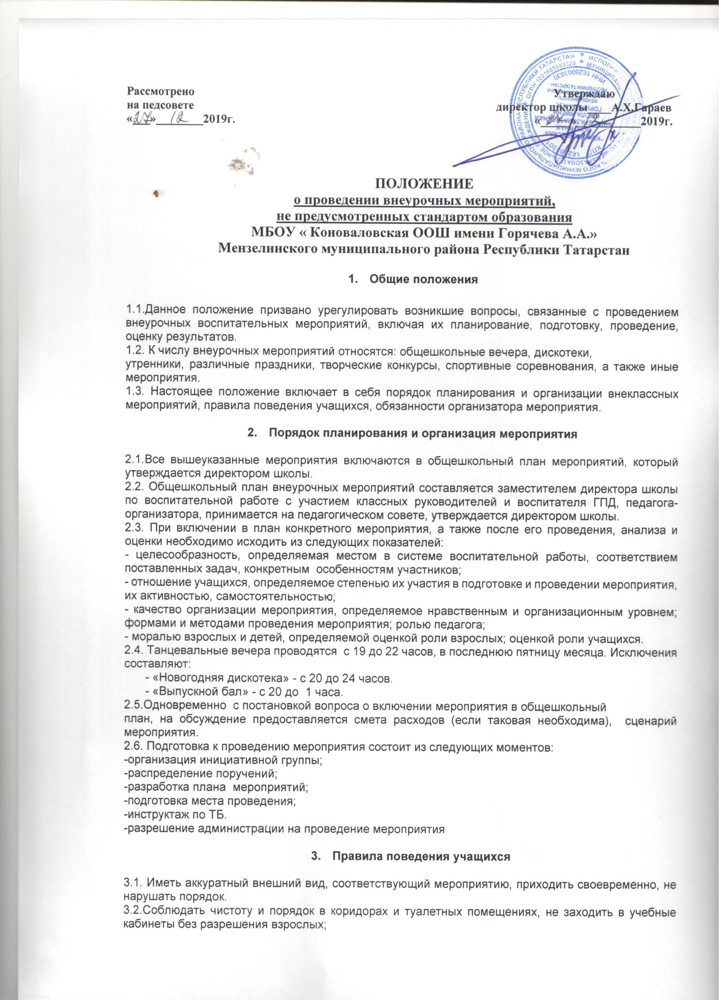 Рассмотрено
на педсовете
«27» 12 2019г.
Утверждаю
директор школы____А.Х.Гараев
«27» 12 2019г.
РЕСПУБЛИКИ ТАТАРСТАН
ОГРН 1021605553320
ИНН 1628003830
ПОЛОЖЕНИЕ
о проведении внеурочных мероприятий,
не предусмотренных стандартом образования
МБОУ « Коноваловская ООШ имени Горячева А.А.»
Мензелинского муниципального района Республики Татарстан
1. Общие положения
1.1.Данное положение призвано урегулировать возникшие вопросы, связанные с проведением
внеурочных воспитательных мероприятий, включая их планирование, подготовку, проведение,
оценку результатов.
1.2. К числу внеурочных мероприятий относятся: общешкольные вечера, дискотеки,
утренники, различные праздники, творческие конкурсы, спортивные соревнования, а также иные
мероприятия.
1.3. Настоящее положение включает в себя порядок планирования и организации внеклассных
мероприятий, правила поведения учащихся, обязанности организатора мероприятия.
2. Порядок планирования и организация мероприятия
2.1.Все вышеуказанные мероприятия включаются в общешкольный план мероприятий, который
утверждается директором школы.
2.2. Общешкольный план внеурочных мероприятий составляется заместителем директора школы
по воспитательной работе с участием классных руководителей и воспитателя ГПД, педагога-
организатора, принимается на педагогическом совете, утверждается директором школы.
2.3. При включении в план конкретного мероприятия, а также после его проведения, анализа и
оценки необходимо исходить из следующих показателей:
- целесообразность, определяемая местом в системе воспитательной работы, соответствием
поставленных задач, конкретным особенностям участников;
- отношение учащихся, определяемое степенью их участия в подготовке и проведении мероприятия,
их активностью, самостоятельностью;
- качество организации мероприятия, определяемое нравственным и организационным уровнем;
формами и методами проведения мероприятия; ролью педагога;
- моралью взрослых и детей, определяемой оценкой роли взрослых; оценкой роли учащихся.
2.4. Танцевальные вечера проводятся с 19 до 22 часов, в последнюю пятницу месяца. Исключения
составляют:
- «Новогодняя дискотека» - с 20 до 24 часов.
- «Выпускной бал» - с 20 до 1 часа.
2.5.Одновременно с постановкой вопроса о включении мероприятия в общешкольный
план, на обсуждение предоставляется смета расходов (если таковая необходима), сценарий
мероприятия.
2.6. Подготовка к проведению мероприятия состоит из следующих моментов:
-организация инициативной группы;
-распределение поручений;
-разработка плана мероприятий;
-подготовка места проведения;
-инструктаж по ТБ.
-разрешение администрации на проведение мероприятия
3. Правила поведения учащихся
3.1. Иметь аккуратный внешний вид, соответствующий мероприятию, приходить своевременно, не
нарушать порядок.
3.2.Соблюдать чистоту и порядок в коридорах и туалетных помещениях, не заходить в учебные
кабинеты без разрешения взрослых;